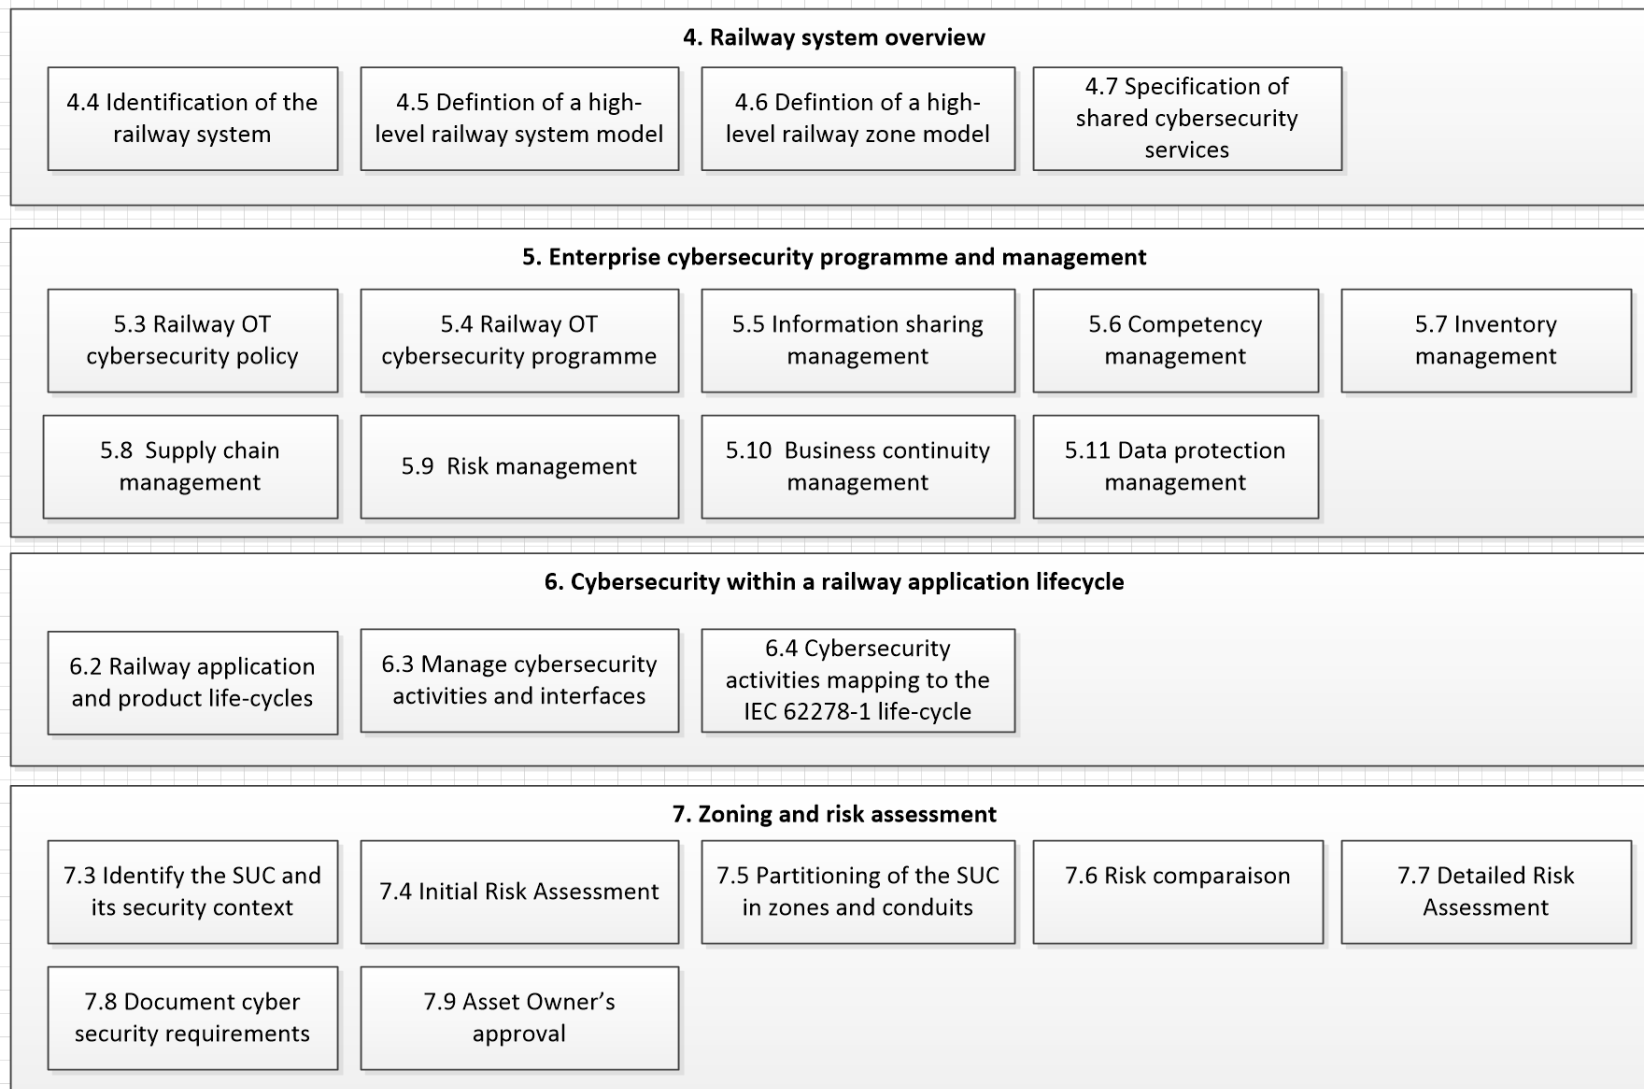 4. Railway system overview
4.4 Identification of the
railway system
4.5 Defintion of a high-
level railway system model
4.6 Defintion of a high-
level railway zone model
4.7 Specification of
shared cybersecurity
services
5. Enterprise cybersecurity programme and management
5.3 Railway OT
cybersecurity policy
5.4 Railway OT
cybersecurity programme
5.5 Information sharing
management
5.6 Competency
management
5.7 Inventory
management
5.8  Supply chain
management
5.9  Risk management
5.10  Business continuity
management
5.11 Data protection
management
6. Cybersecurity within a railway application lifecycle
6.2 Railway application
and product life-cycles
6.3 Manage cybersecurity
activities and interfaces
6.4 Cybersecurity
activities mapping to the
IEC 62278-1 life-cycle
7. Zoning and risk assessment
7.3 Identify the SUC and
its security context
7.4 Initial Risk Assessment
7.5 Partitioning of the SUC
in zones and conduits
7.6 Risk comparaison
7.7 Detailed Risk
Assessment
7.8 Document cyber
security requirements
7.9 Asset Owner’s
approval